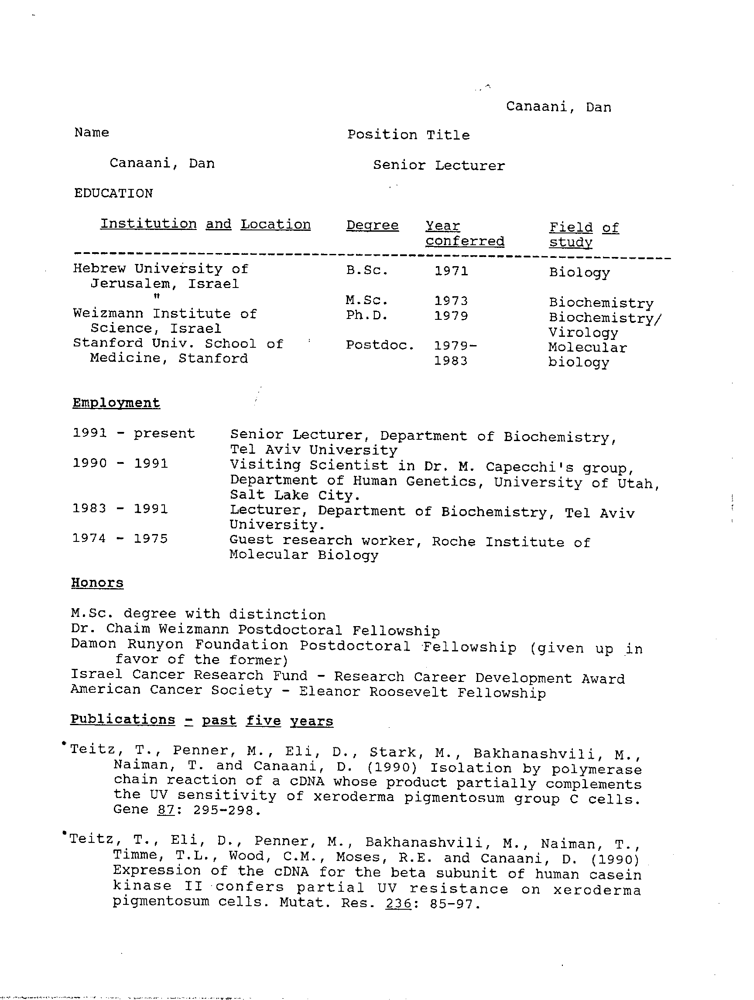 Canaani, Dan
Name Position Title
Canaani, Dan Senior Lecturer
EDUCATION
Institution and Location Degree Year Field of
conferred study
Hebrew University of B.Sc. 1971 Biology
Jerusalem, Israel
" M.Sc. 1973 Biochemistry
Weizmann Institute of Ph.D. 1979 Biochemistry/
Science, Israel Virology
Stanford Univ. School of Postdoc. 1979- Molecular
Medicine, Stanford 1983 biology
Employment
1991 - present Senior Lecturer, Department of Biochemistry,
Tel Aviv University
1990 - 1991 Visiting Scientist in Dr. M. Capecchi's group,
Department of Human Genetics, University of Utah,
Salt Lake City.
1983 - 1991 Lecturer, Department of Biochemistry, Tel Aviv
University.
1974 - 1975 Guest research worker, Roche Institute of
Molecular Biology
Honors
M.Sc. degree with distinction
Dr. Chaim Weizmann Postdoctoral Fellowship
Damon Runyon Foundation Postdoctoral Fellowship (given up in
favor of the former)
Israel Cancer Research Fund - Research Career Development Award
American Cancer Society - Eleanor Roosevelt Fellowship
Publications - past five years
*Teitz, T., Penner, M., Eli, D., Stark, M., Bakhanashvili, M.,
Naiman, T. and Canaani, D. (1990) Isolation by polymerase
chain reaction of a cDNA whose product partially complements
the UV sensitivity of xeroderma pigmentosum group C cells.
Gene 87: 295-298.
*Teitz, T., Eli, D., Penner, M., Bakhanashvili, M., Naiman, T.,
Timme, T.L., Wood, C.M., Moses, R.E. and Canaani, D. (1990)
Expression of the cDNA for the beta subunit of human casein
kinase II confers partial UV resistance on xeroderma
pigmentosum cells. Mutat. Res. 236: 85-97.